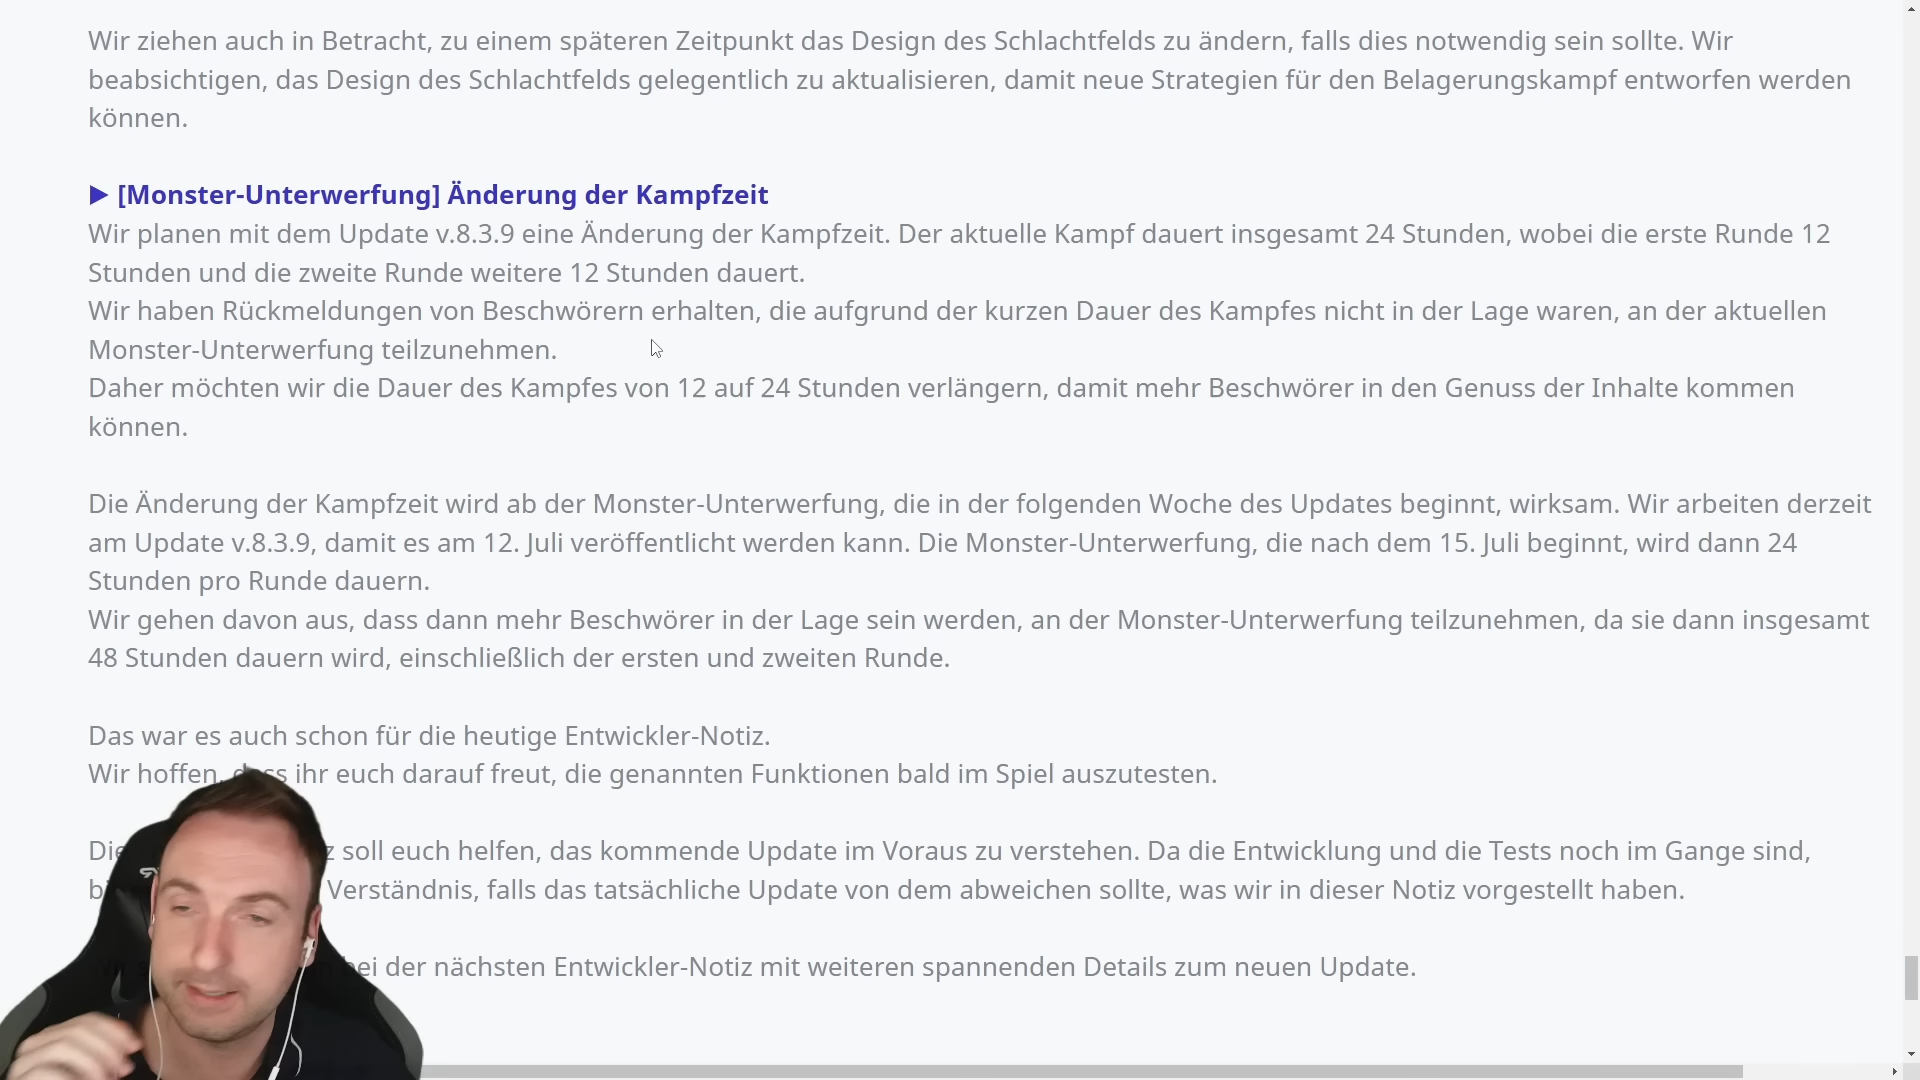 Wir ziehen auch in Betracht, zu einem späteren Zeitpunkt das Design des Schlachtfelds zu ändern, falls dies notwendig sein sollte. Wir
beabsichtigen, das Design des Schlachtfelds gelegentlich zu aktualisieren, damit neue Strategien für den Belagerungskampf entworfen werden
können.
► [Monster-Unterwerfung] Änderung der Kampfzeit
Wir planen mit dem Update v.8.3.9 eine Änderung der Kampfzeit. Der aktuelle Kampf dauert insgesamt 24 Stunden, wobei die erste Runde 12
Stunden und die zweite Runde weitere 12 Stunden dauert.
Wir haben Rückmeldungen von Beschwörern erhalten, die aufgrund der kurzen Dauer des Kampfes nicht in der Lage waren, an der aktuellen
Monster-Unterwerfung teilzunehmen.
Daher möchten wir die Dauer des Kampfes von 12 auf 24 Stunden verlängern, damit mehr Beschwörer in den Genuss der Inhalte kommen
können.
Die Änderung der Kampfzeit wird ab der Monster-Unterwerfung, die in der folgenden Woche des Updates beginnt, wirksam. Wir arbeiten derzeit
am Update v.8.3.9, damit es am 12. Juli veröffentlicht werden kann. Die Monster-Unterwerfung, die nach dem 15. Juli beginnt, wird dann 24
Stunden pro Runde dauern.
Wir gehen davon aus, dass dann mehr Beschwörer in der Lage sein werden, an der Monster-Unterwerfung teilzunehmen, da sie dann insgesamt
48 Stunden dauern wird, einschließlich der ersten und zweiten Runde.
Das war es auch schon für die heutige Entwickler-Notiz.
Wir hoffen, dass ihr euch darauf freut, die genannten Funktionen bald im Spiel auszutesten.
soll euch helfen, das kommende Update im Voraus zu verstehen. Da die Entwicklung und die Tests noch im Gange sind,
Verständnis, falls das tatsächliche Update von dem abweichen sollte, was wir in dieser Notiz vorgestellt haben.
bei der nächsten Entwickler-Notiz mit weiteren spannenden Details zum neuen Update.